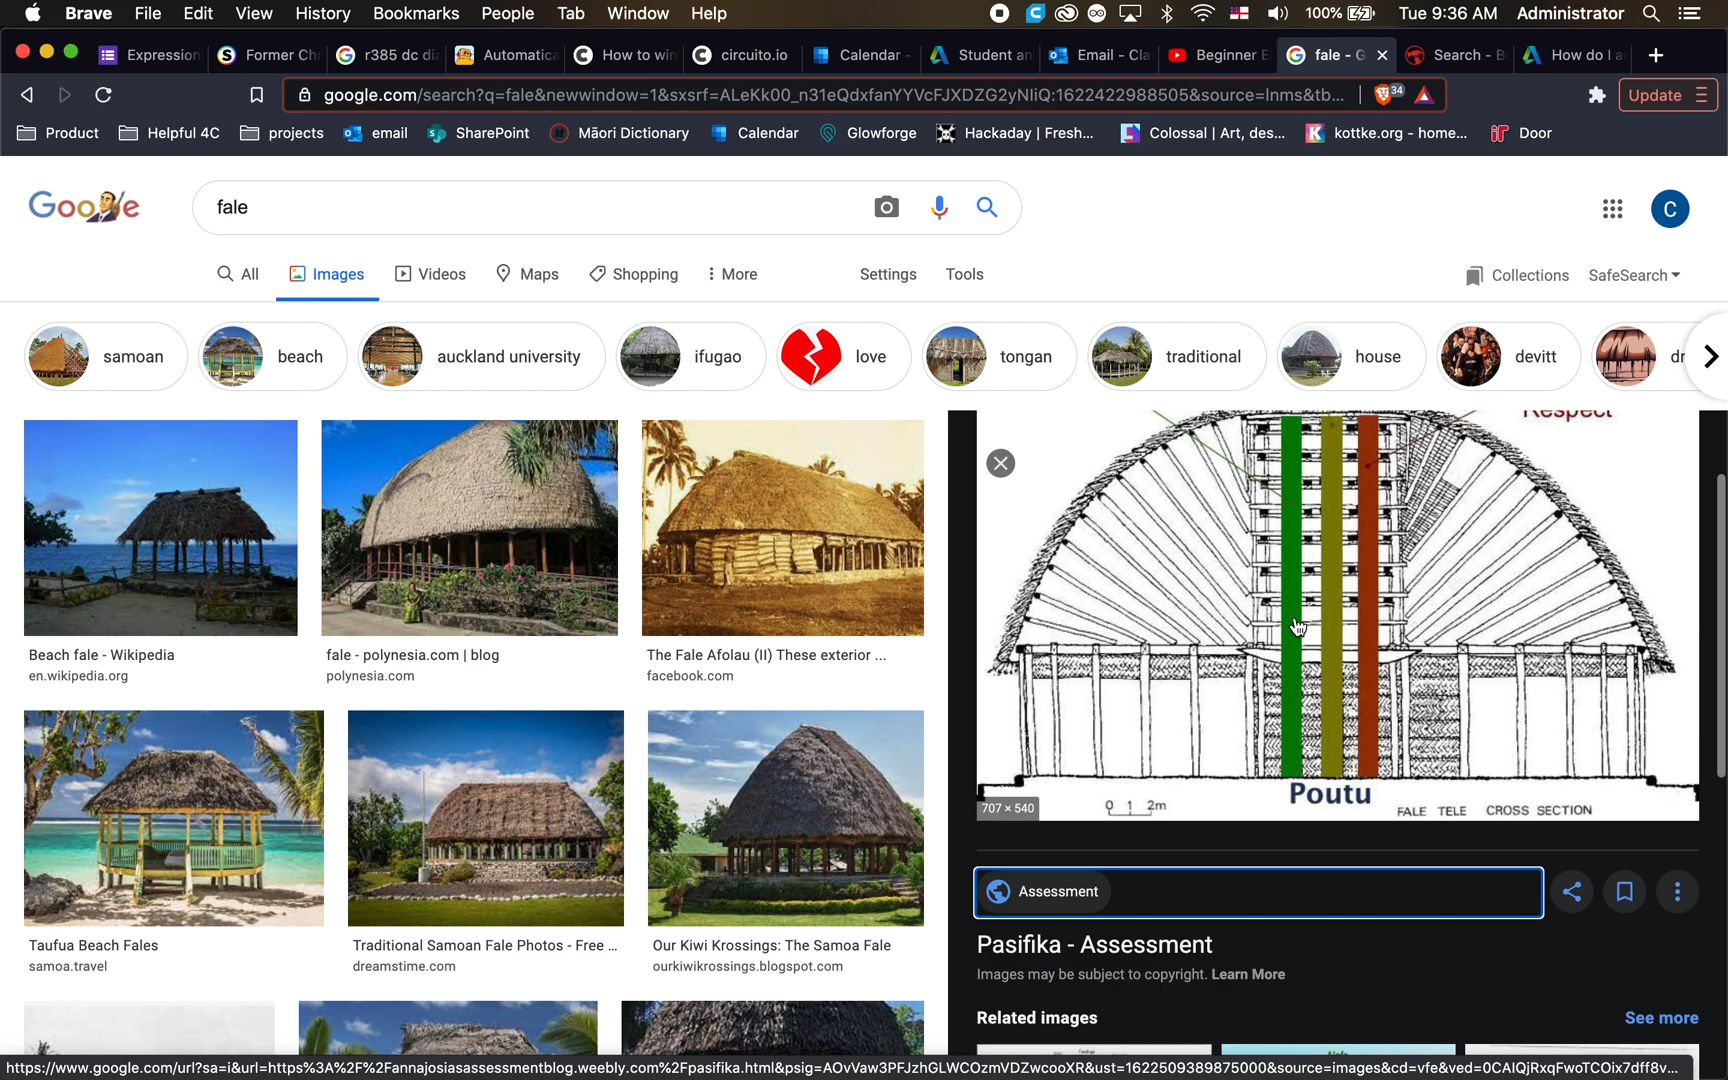 Brave File Edit View History Bookmarks People Tab Window Help 100% Tue 9:36 AM Administrator
Expression Former Ch r385 dc di Automatica How to wir circuito.io Calendar - Student an Email - Cla Beginner E fale - G Search - B How do I a
google.com/search?q=fale&newwindow=1&sxsrf=ALeKk00_n31eQdxfanYYVcFJXDZG2yNIiQ:1622422988505&source=lnms&tb... 34 Update
Product Helpful 4C projects email SharePoint Māori Dictionary Calendar Glowforge Hackaday | Fresh... Colossal | Art, des... kottke.org - home... Door
Google fale C
All Images Videos Maps Shopping More Settings Tools Collections SafeSearch
samoan beach auckland university ifugao love tongan traditional house devitt dr
Respect
Beach fale - Wikipedia
en.wikipedia.org
fale - polynesia.com | blog
polynesia.com
The Fale Afolau (II) These exterior ...
facebook.com
Poutu
0 1 2m
FALE TELE CROSS SECTION
707 × 540
Assessment
Taufua Beach Fales
samoa.travel
Traditional Samoan Fale Photos - Free ...
dreamstime.com
Our Kiwi Krossings: The Samoa Fale
ourkiwikrossings.blogspot.com
Pasifika - Assessment
Images may be subject to copyright. Learn More
Related images See more
https://www.google.com/url?sa=i&url=https%3A%2F%2Fannajosiasassessmentblog.weebly.com%2Fpasifika.html&psig=AOvVaw3PFJzhGLWCOzmVDZwcooXR&ust=1622509389875000&source=images&cd=vfe&ved=0CAIQjRxqFwoTCOix7dff8v...